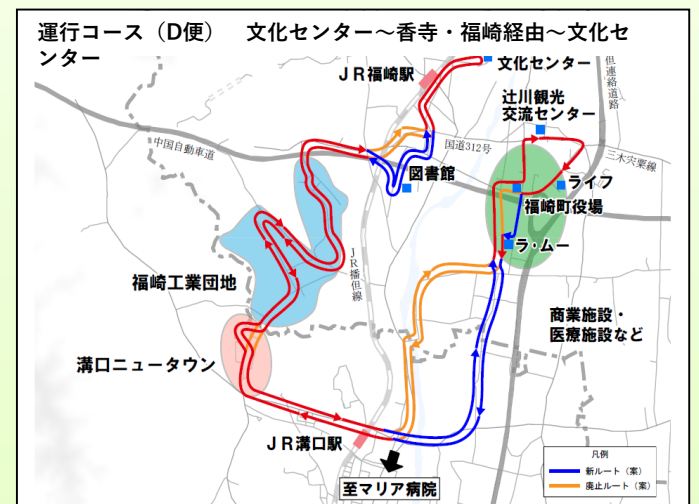 運行コース（D便）　文化センター～香寺・福崎経由～文化セ
ンター
ＪＲ福崎駅
文化センター
但連絡道路
辻川観光
交流センター
中国自動車道
国道312号
三木宍粟線
図書館
ライフ
福崎町役場
ラ・ムー
ＪＲ播但線
福崎工業団地
商業施設・
医療施設など
溝口ニュータウン
ＪＲ溝口駅
至マリア病院
凡例
新ルート（案）
廃止ルート（案）